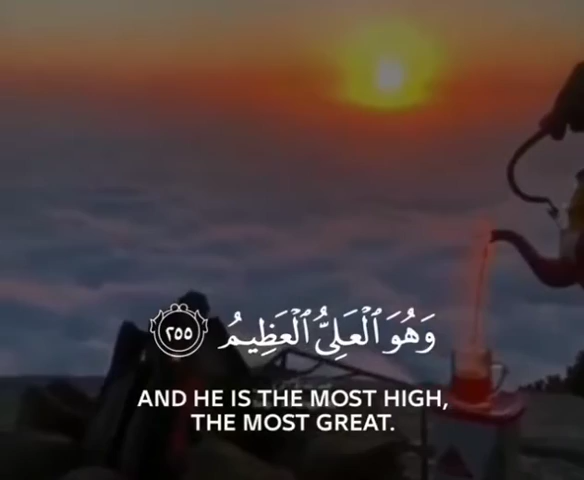 وَهُوَ ٱلْعَلِىُّ ٱلْعَظِيمُ ٢٥٥
AND HE IS THE MOST HIGH,
THE MOST GREAT.